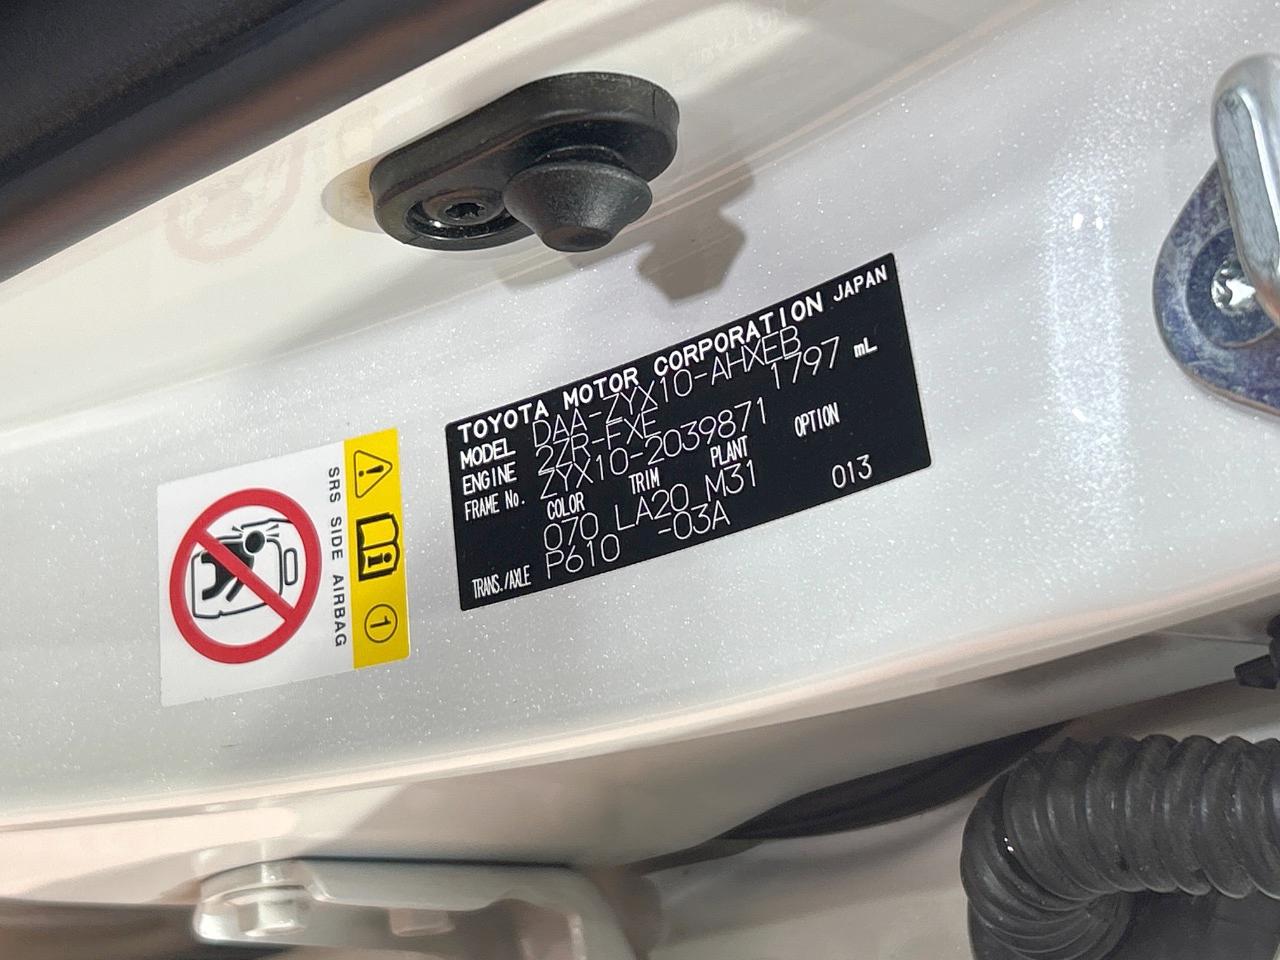 TOYOTA MOTOR CORPORATION JAPAN
MODEL DAA-ZYX10-AHXEB
ENGINE 2ZR-FXE 1797 mL
FRAME No. ZYX10-2039871
COLOR TRIM PLANT OPTION
070 LA20 M31 013
TRANS./AXLE P610 -03A
SRS SIDE AIRBAG
1